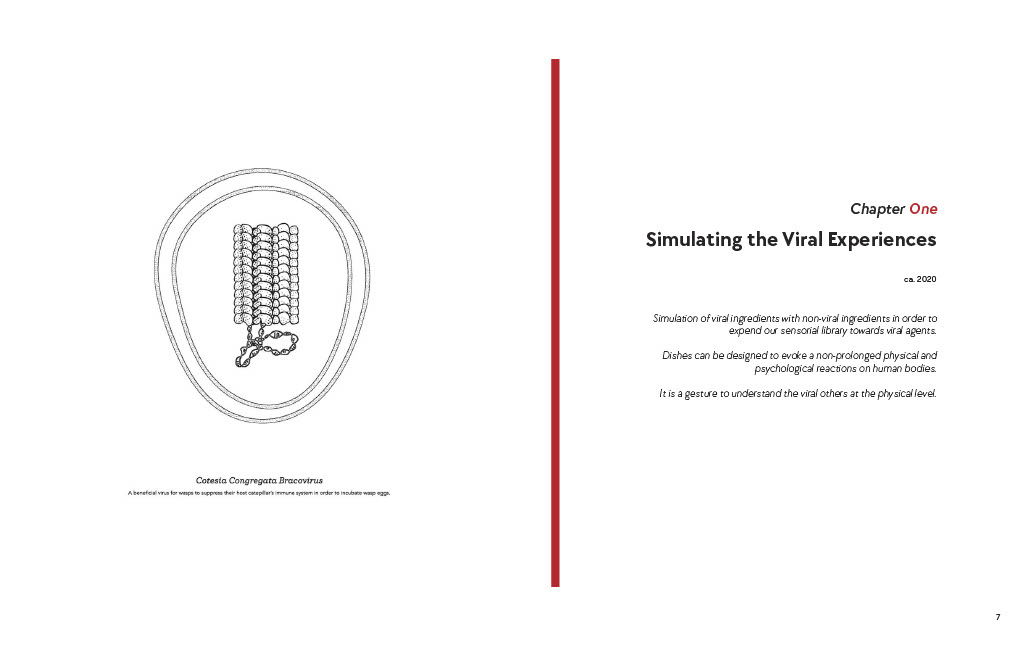 Cotesia Congregata Bracovirus
A beneficial virus for wasps to suppress their host catepillar's immune system in order to incubate wasp eggs.
Chapter One
Simulating the Viral Experiences
ca. 2020
Simulation of viral ingredients with non-viral ingredients in order to
expend our sensorial library towards viral agents.
Dishes can be designed to evoke a non-prolonged physical and
psychological reactions on human bodies.
It is a gesture to understand the viral others at the physical level.
7